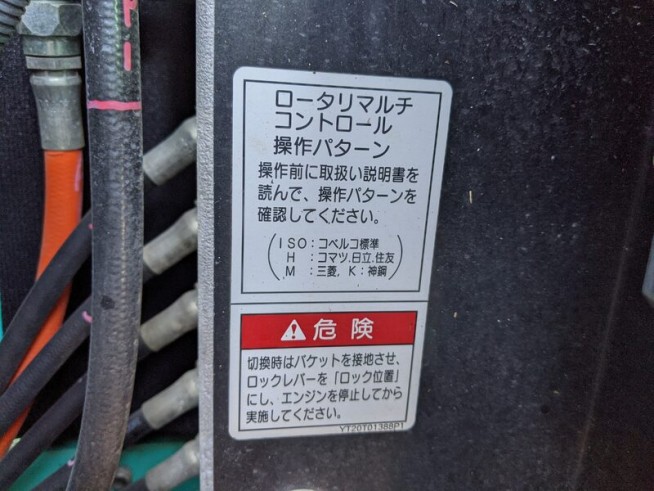 ロータリマルチ
コントロール
操作パターン
操作前に取扱い説明書を
読んで、操作パターンを
確認してください。
ISO：コベルコ標準
H：コマツ.日立.住友
M：三菱, K：神鋼
危険
切換時はバケットを接地させ、
ロックレバーを「ロック位置」
にし、エンジンを停止してから
実施してください。
YT20T01388P1